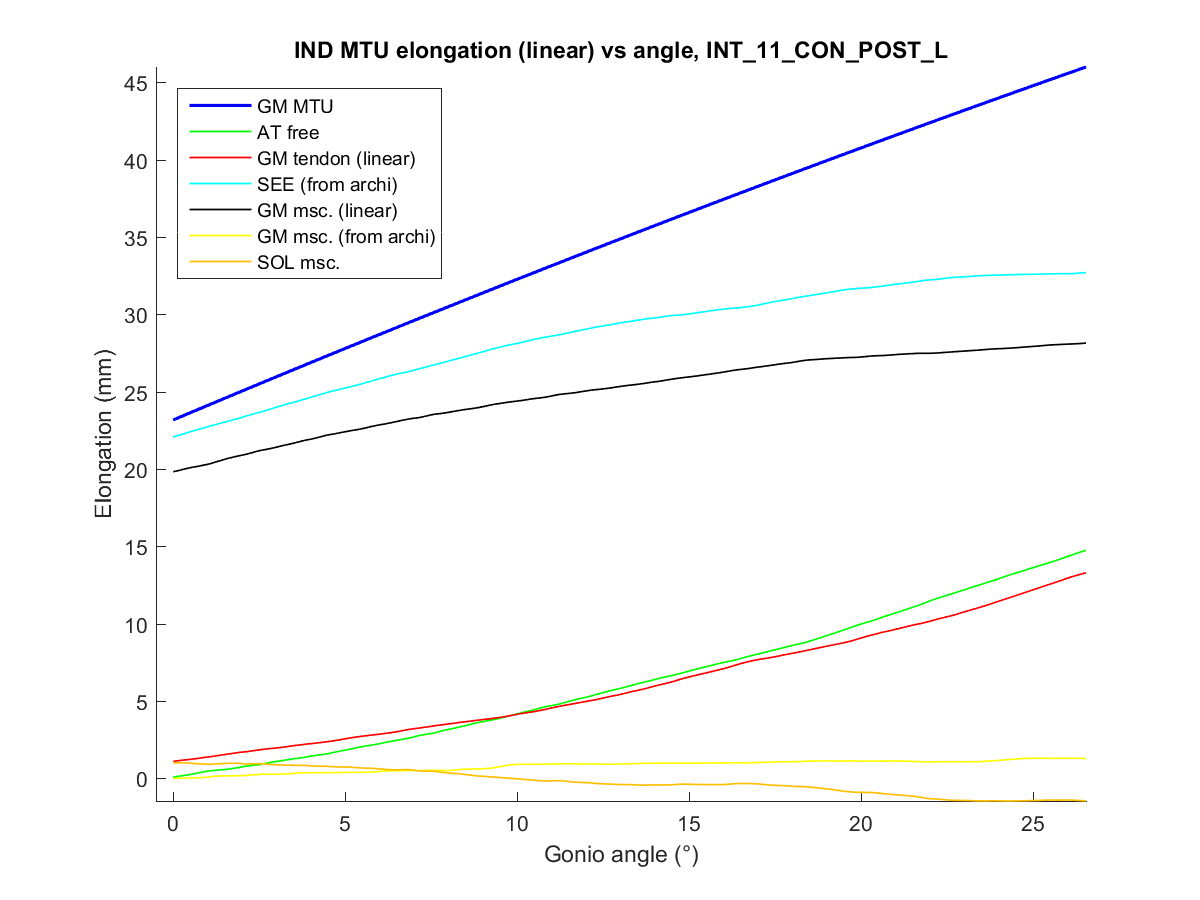 IND MTU elongation (linear) vs angle, INT_11_CON_POST_L
GM MTU
AT free
GM tendon (linear)
SEE (from archi)
GM msc. (linear)
GM msc. (from archi)
SOL msc.
Elongation (mm)
45
40
35
30
25
20
15
10
5
0
0 5 10 15 20 25
Gonio angle (°)